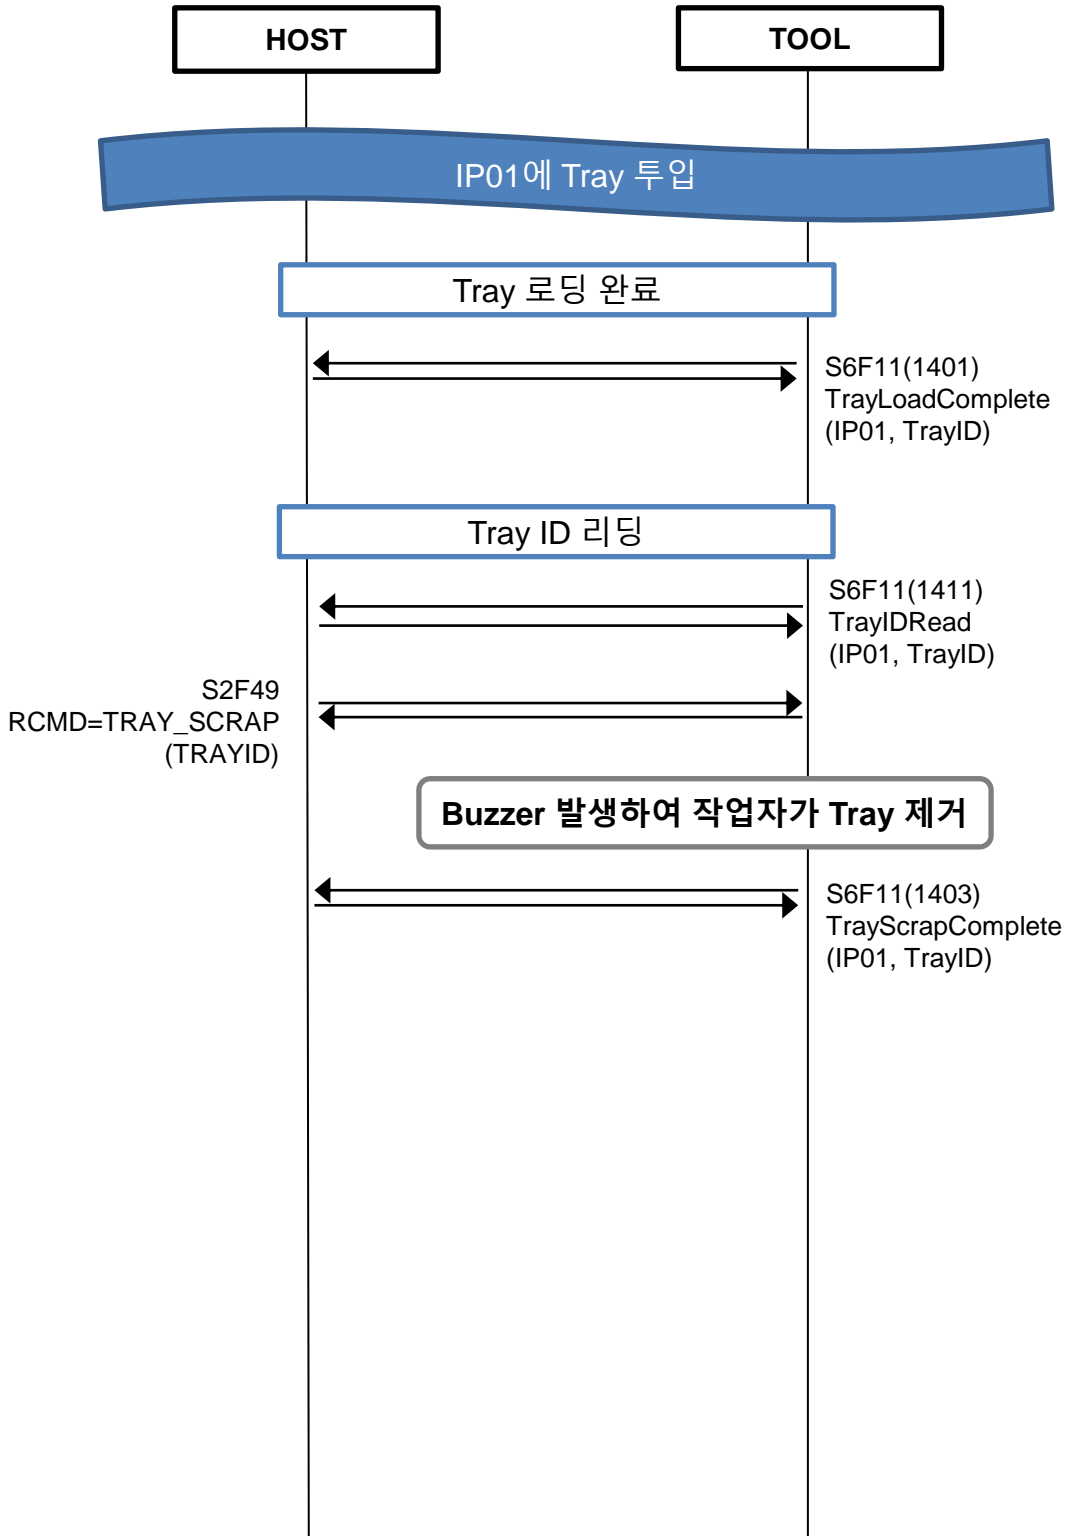 HOST
TOOL
IP01에 Tray 투입
Tray 로딩 완료
S6F11(1401)
TrayLoadComplete
(IP01, TrayID)
Tray ID 리딩
S6F11(1411)
TrayIDRead
(IP01, TrayID)
S2F49
RCMD=TRAY_SCRAP
(TRAYID)
Buzzer 발생하여 작업자가 Tray 제거
S6F11(1403)
TrayScrapComplete
(IP01, TrayID)